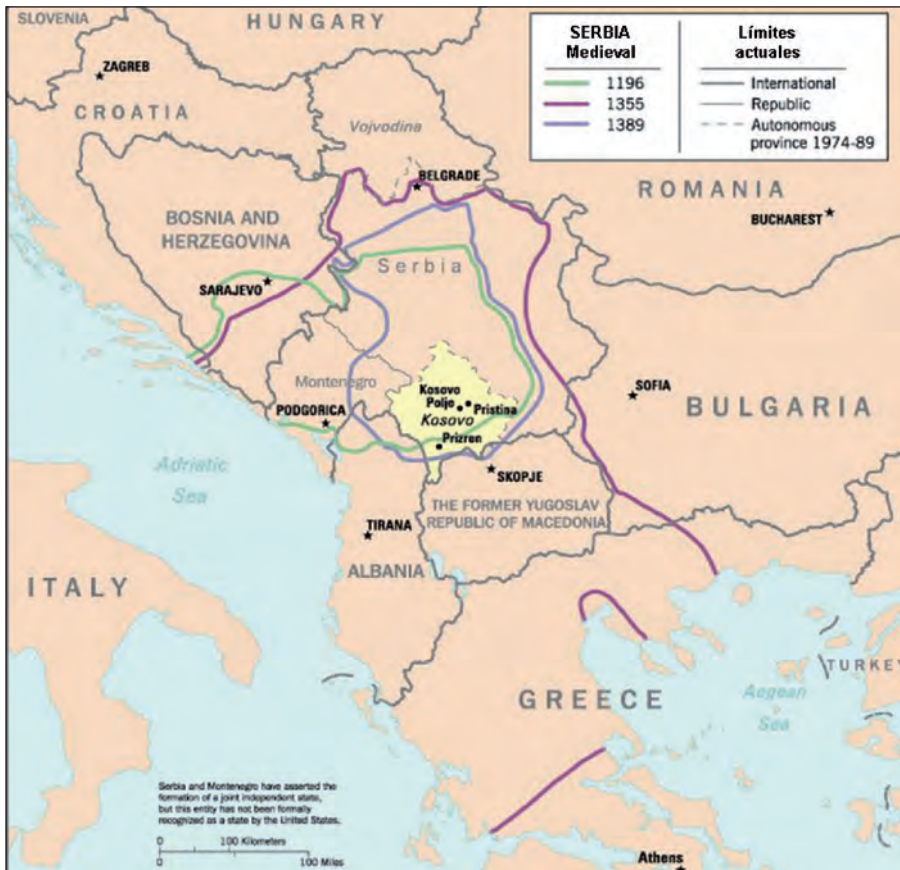 SLOVENIA
HUNGARY
SERBIA
Medieval
1196
1355
1389
Límites
actuales
International
Republic
Autonomous
province 1974-89
ZAGREB
CROATIA
Vojvodina
BELGRADE
ROMANIA
BUCHAREST
BOSNIA AND
HERZEGOVINA
Serbia
SARAJEVO
Montenegro
Kosovo
Polje
Pristina
Kosovo
SOFIA
BULGARIA
PODGORICA
Prizren
Adriatic
Sea
SKOPJE
THE FORMER YUGOSLAV
REPUBLIC OF MACEDONIA
TIRANA
ALBANIA
ITALY
TURKEY
GREECE
Aegean
Sea
Serbia and Montenegro have asserted the
formation of a joint independent state,
but this entity has not been formally
recognized as a state by the United States.
0 100 Kilometers
0 100 Miles
Athens